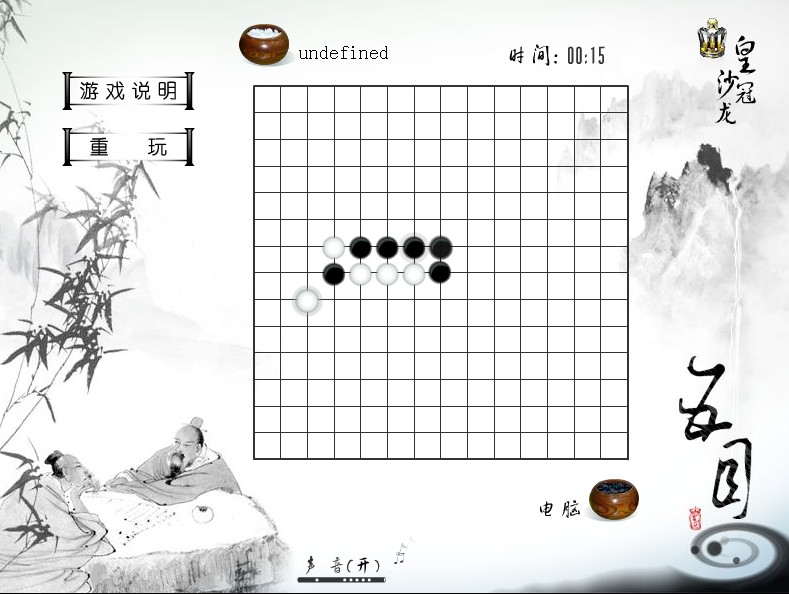 undefined
时间: 00:15
皇冠
沙龙
游戏说明
重 玩
五目
电脑
声 音(开)